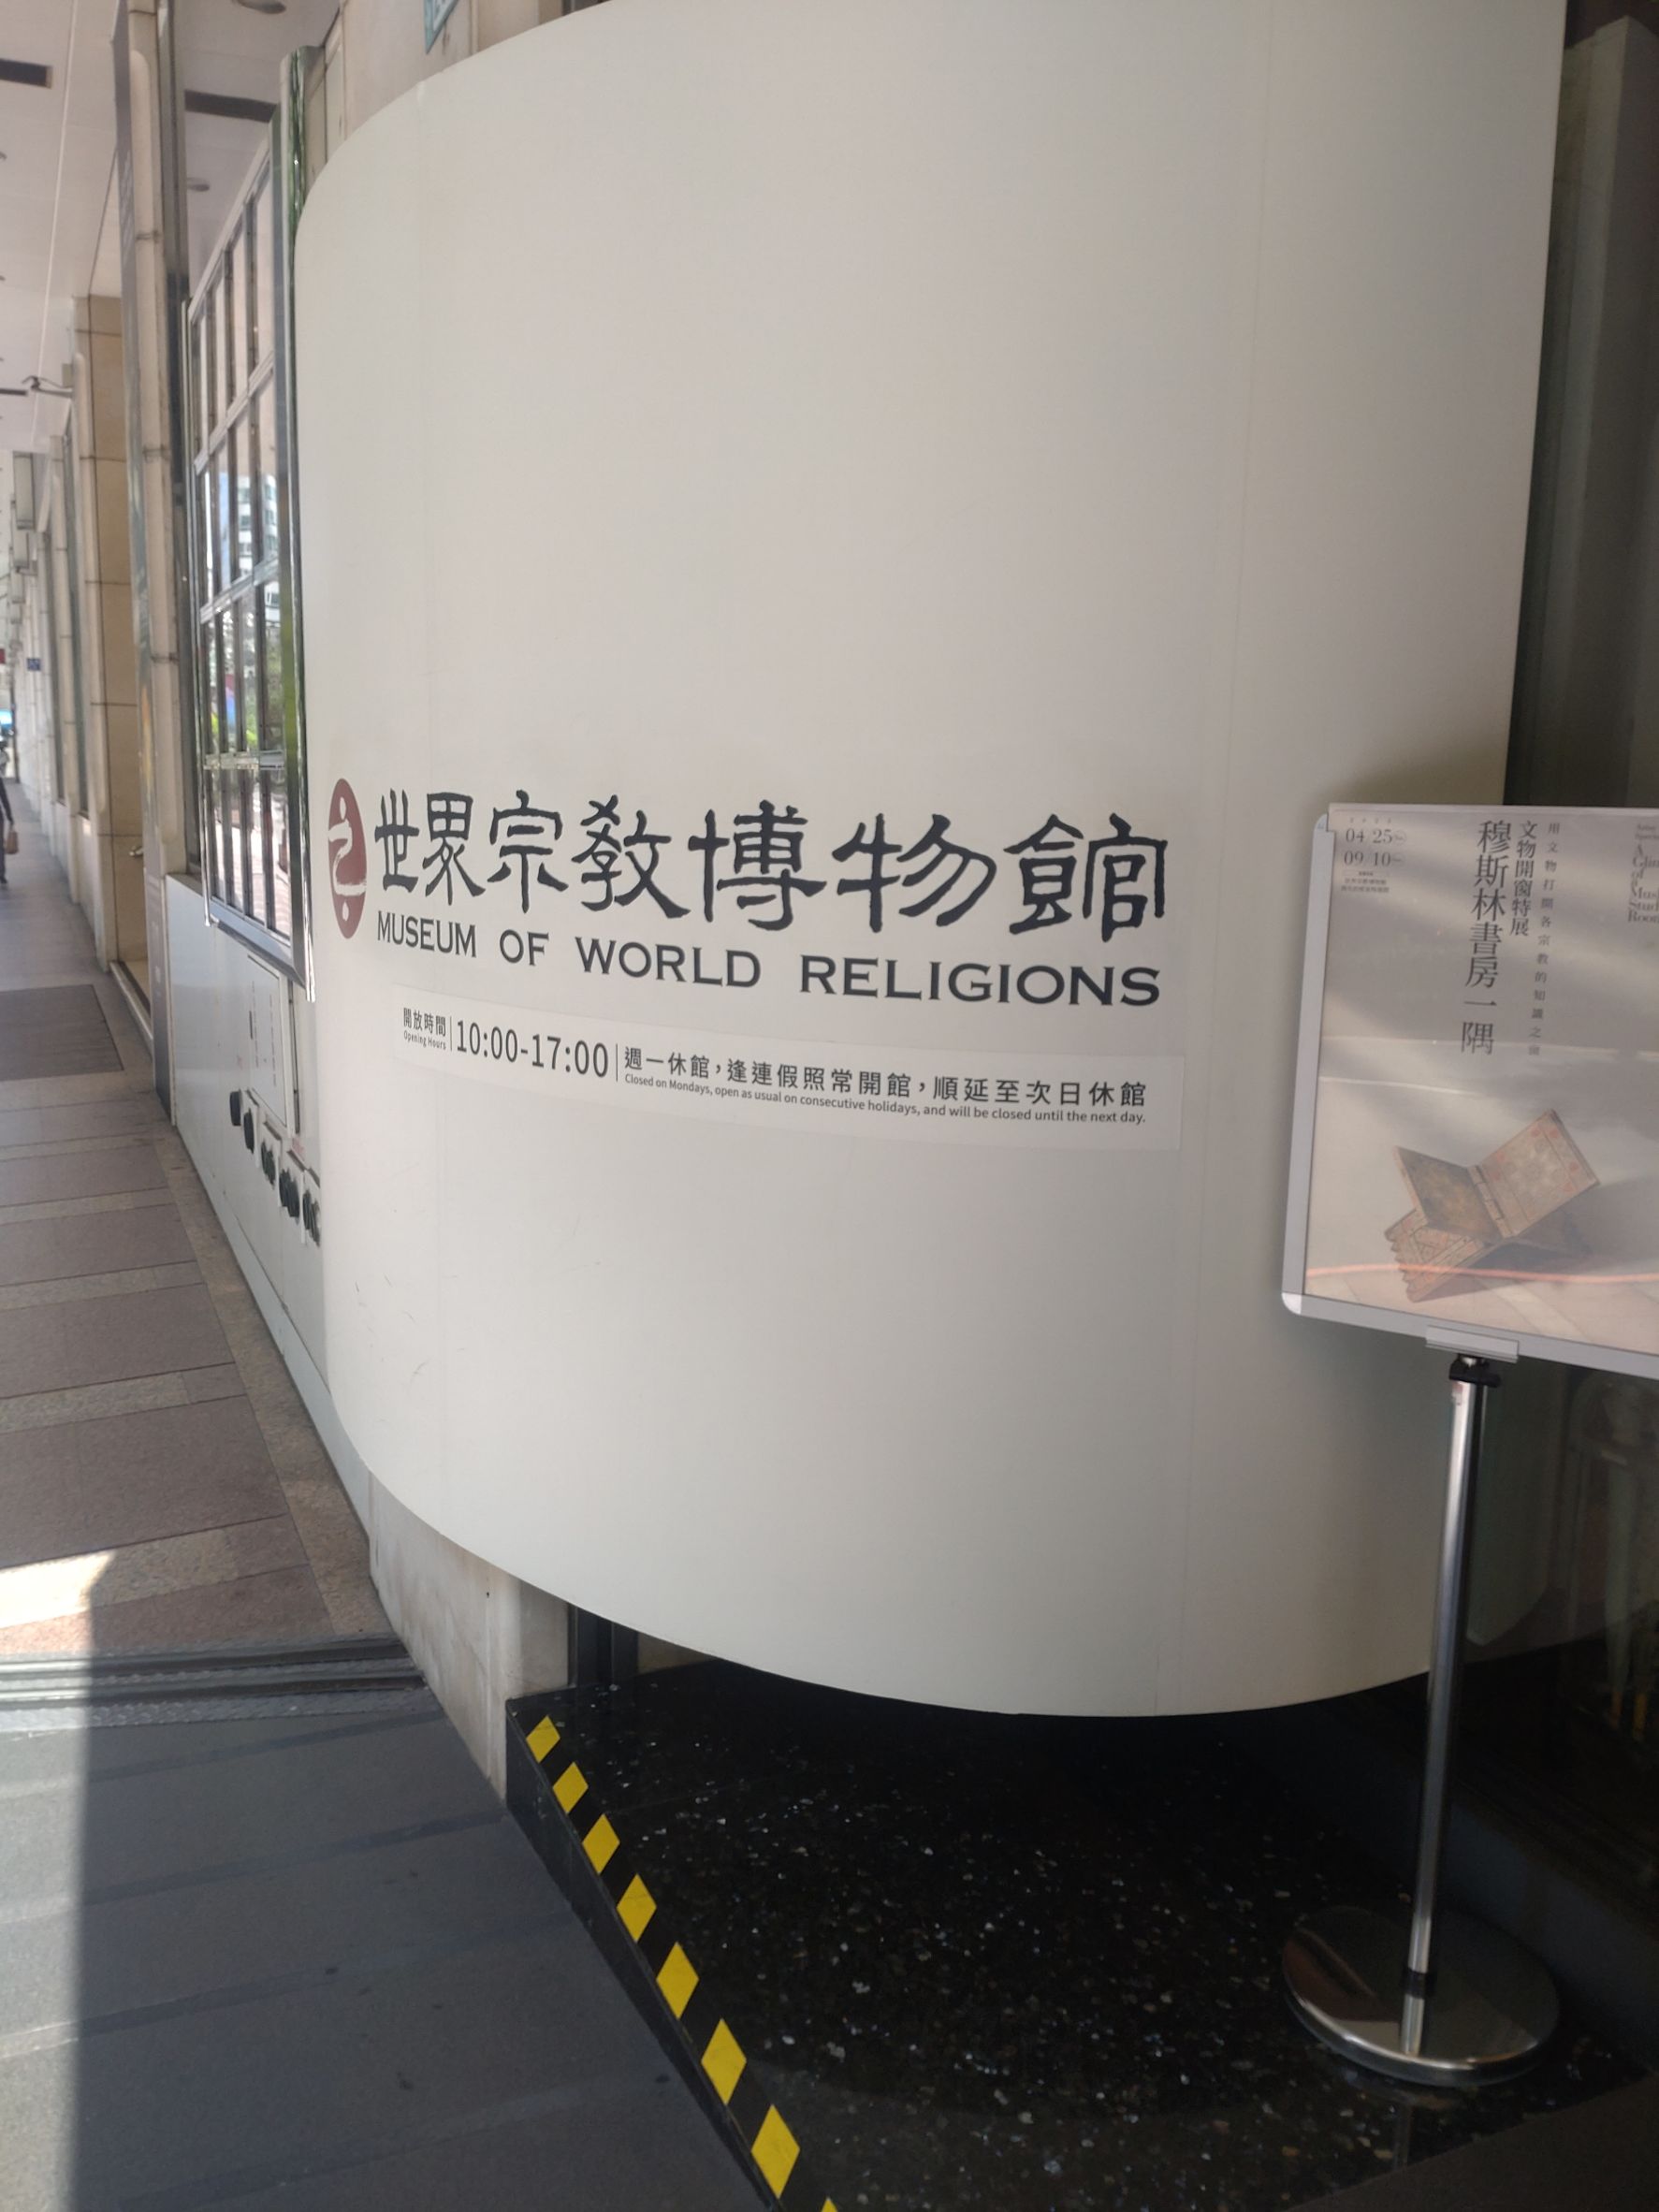 世界宗教博物館
MUSEUM OF WORLD RELIGIONS
開放時間
Opening Hours
10:00-17:00
週一休館，逢連假照常開館，順延至次日休館
Closed on Mondays, open as usual on consecutive holidays, and will be closed until the next day.
04/25
09/10
用文物打開各宗教的知識之窗
文物開窗特展
穆斯林書房一隅